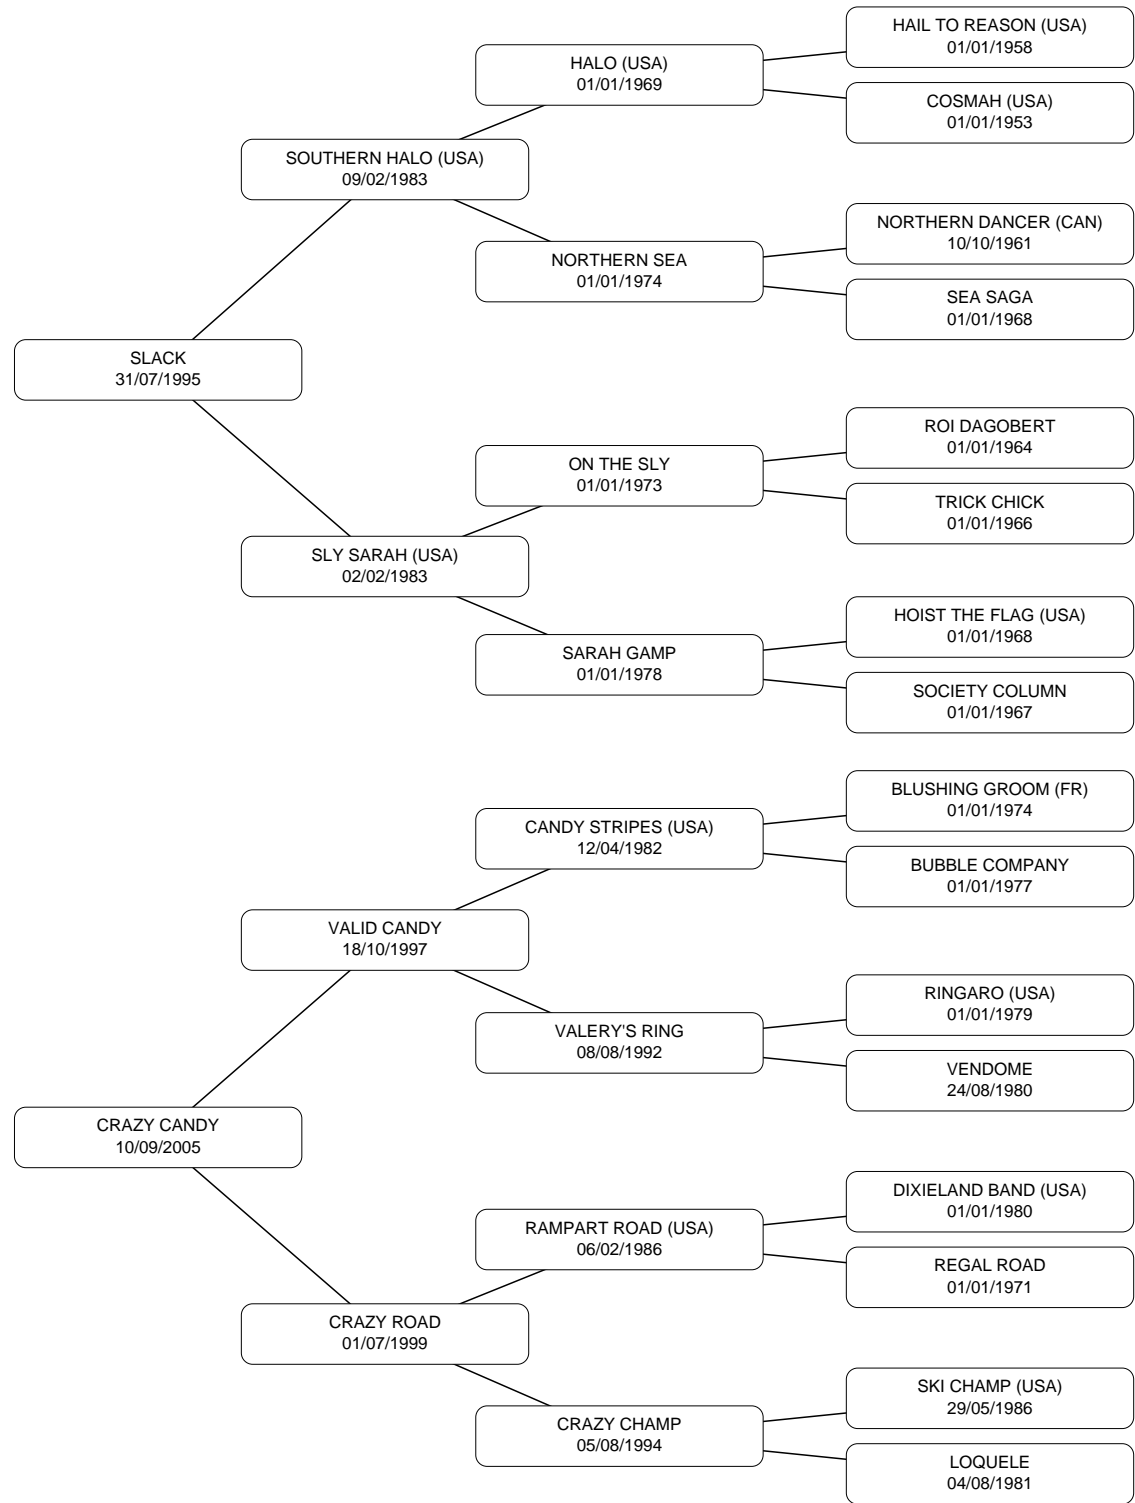 HAIL TO REASON (USA)
01/01/1958
HALO (USA)
01/01/1969
COSMAH (USA)
01/01/1953
SOUTHERN HALO (USA)
09/02/1983
NORTHERN DANCER (CAN)
10/10/1961
NORTHERN SEA
01/01/1974
SEA SAGA
01/01/1968
SLACK
31/07/1995
ROI DAGOBERT
01/01/1964
ON THE SLY
01/01/1973
TRICK CHICK
01/01/1966
SLY SARAH (USA)
02/02/1983
HOIST THE FLAG (USA)
01/01/1968
SARAH GAMP
01/01/1978
SOCIETY COLUMN
01/01/1967
BLUSHING GROOM (FR)
01/01/1974
CANDY STRIPES (USA)
12/04/1982
BUBBLE COMPANY
01/01/1977
VALID CANDY
18/10/1997
RINGARO (USA)
01/01/1979
VALERY'S RING
08/08/1992
VENDOME
24/08/1980
CRAZY CANDY
10/09/2005
DIXIELAND BAND (USA)
01/01/1980
RAMPART ROAD (USA)
06/02/1986
REGAL ROAD
01/01/1971
CRAZY ROAD
01/07/1999
SKI CHAMP (USA)
29/05/1986
CRAZY CHAMP
05/08/1994
LOQUELE
04/08/1981